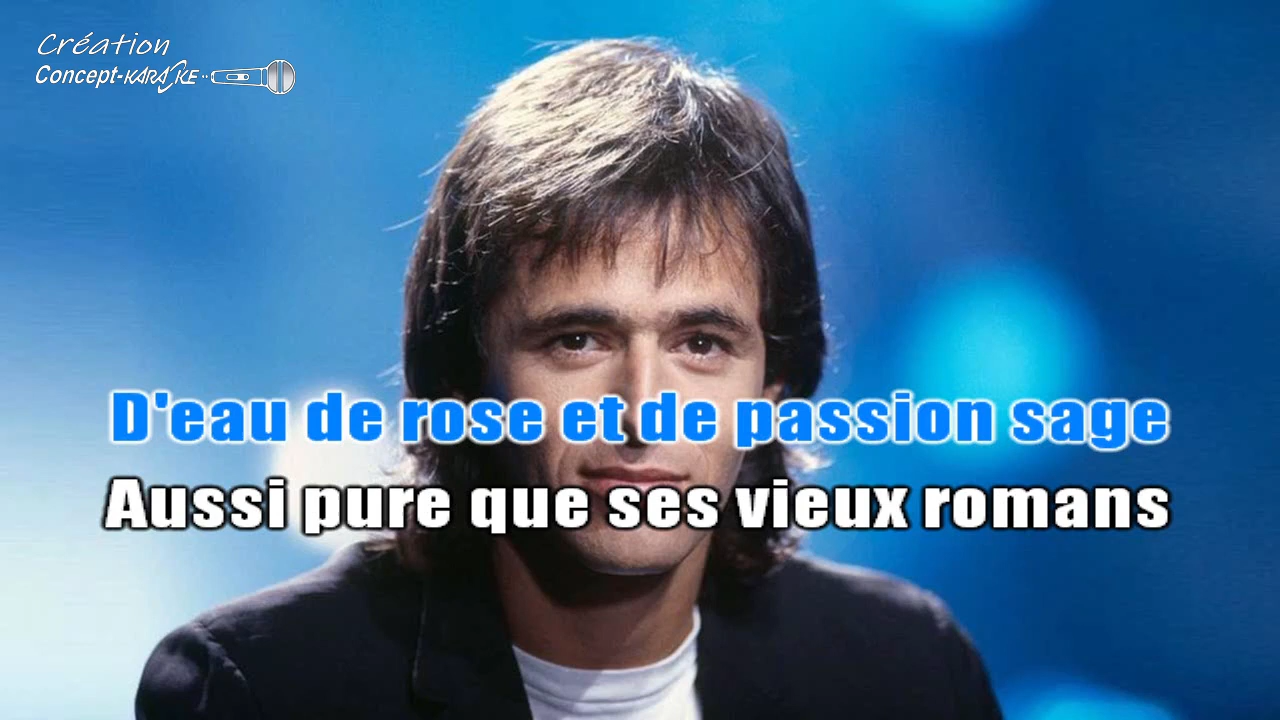 Création
Concept-KARAOKE
D'eau de rose et de passion sage
Aussi pure que ses vieux romans